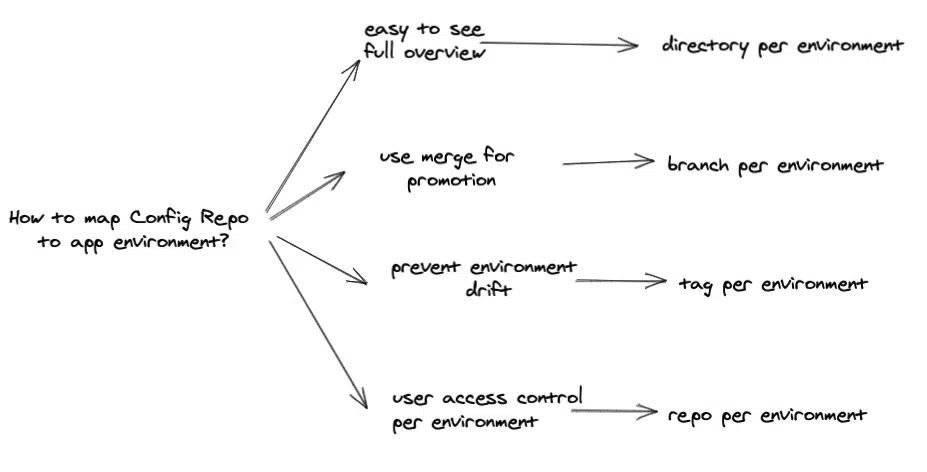 How to map Config Repo
to app environment?
easy to see
full overview
directory per environment
use merge for
promotion
branch per environment
prevent environment
drift
tag per environment
user access control
per environment
repo per environment